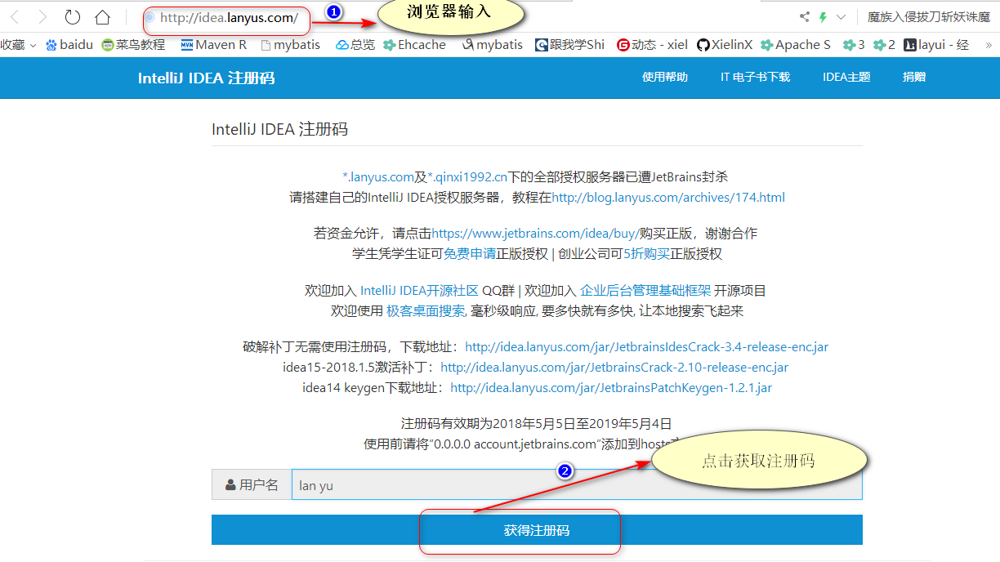 http://idea.lanyus.com/
1
浏览器输入
魔族入侵拔刀斩妖诛魔
收藏 baidu 菜鸟教程 Maven R mybatis 总览 Ehcache mybatis 跟我学Shi 动态 - xiel XielinX Apache S 3 2 layui - 经 »
IntelliJ IDEA 注册码 使用帮助 IT 电子书下载 IDEA主题 捐赠
IntelliJ IDEA 注册码
*.lanyus.com及*.qinxi1992.cn下的全部授权服务器已遭JetBrains封杀
请搭建自己的IntelliJ IDEA授权服务器，教程在http://blog.lanyus.com/archives/174.html
若资金允许，请点击https://www.jetbrains.com/idea/buy/购买正版，谢谢合作
学生凭学生证可免费申请正版授权 | 创业公司可5折购买正版授权
欢迎加入 IntelliJ IDEA开源社区 QQ群 | 欢迎加入 企业后台管理基础框架 开源项目
欢迎使用 极客桌面搜索, 毫秒级响应, 要多快就有多快, 让本地搜索飞起来
破解补丁无需使用注册码，下载地址：http://idea.lanyus.com/jar/JetbrainsIdesCrack-3.4-release-enc.jar
idea15-2018.1.5激活补丁：http://idea.lanyus.com/jar/JetbrainsCrack-2.10-release-enc.jar
idea14 keygen下载地址：http://idea.lanyus.com/jar/JetbrainsPatchKeygen-1.2.1.jar
注册码有效期为2018年5月5日至2019年5月4日
使用前请将“0.0.0.0 account.jetbrains.com”添加到hosts
点击获取注册码
2
用户名 lan yu
获得注册码